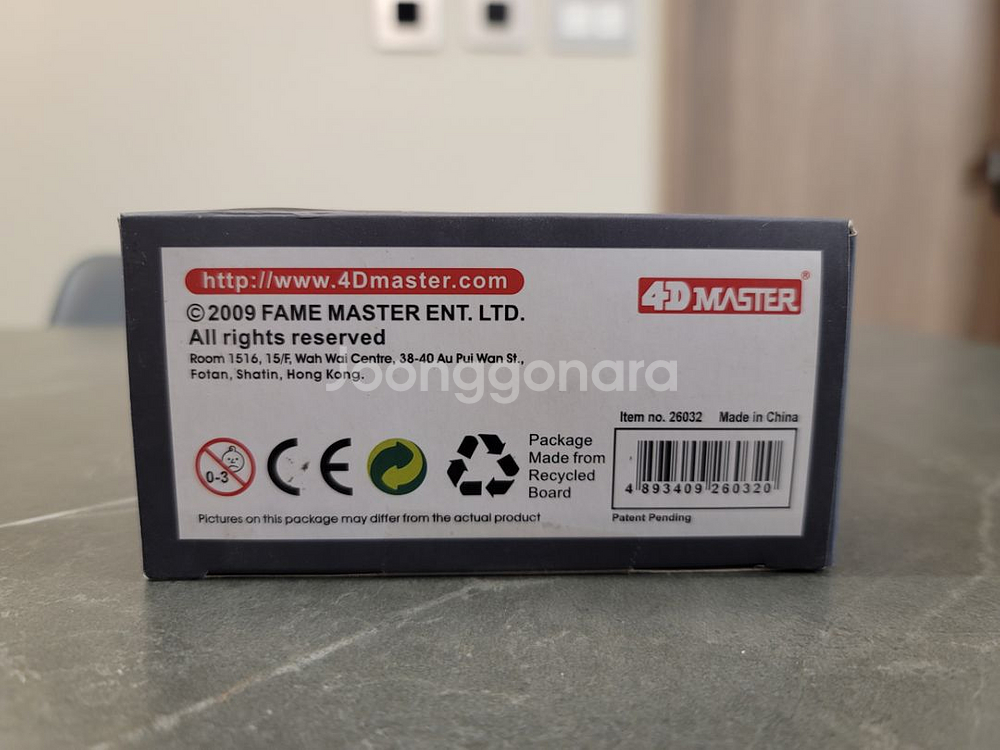 http://www.4Dmaster.com
4D MASTER®
©2009 FAME MASTER ENT. LTD.
All rights reserved
Room 1516, 15/F, Wah Wai Centre, 38-40 Au Pui Wan St.,
Fotan, Shatin, Hong Kong.
Joonggonara
Item no. 26032 Made in China
0-3
CE
Package
Made from
Recycled
Board
4 893409 260320
Pictures on this package may differ from the actual product
Patent Pending